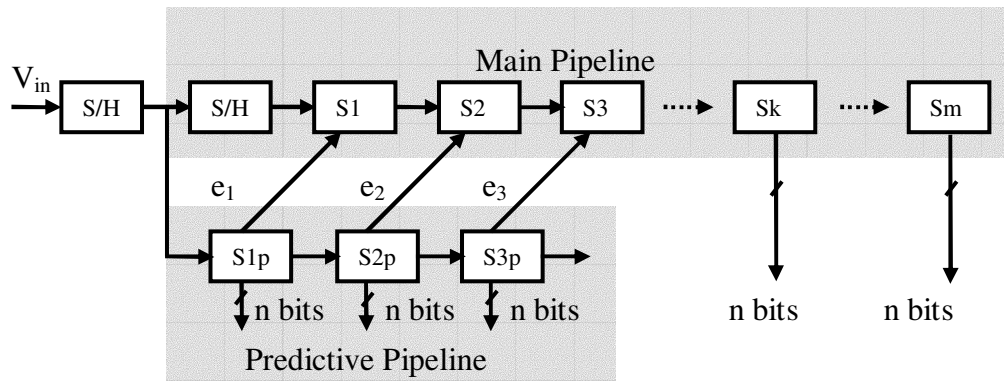 Main Pipeline
V_in
S/H S/H S1 S2 S3 Sk Sm
e_1 e_2 e_3
S1p S2p S3p
n bits n bits n bits n bits n bits
Predictive Pipeline